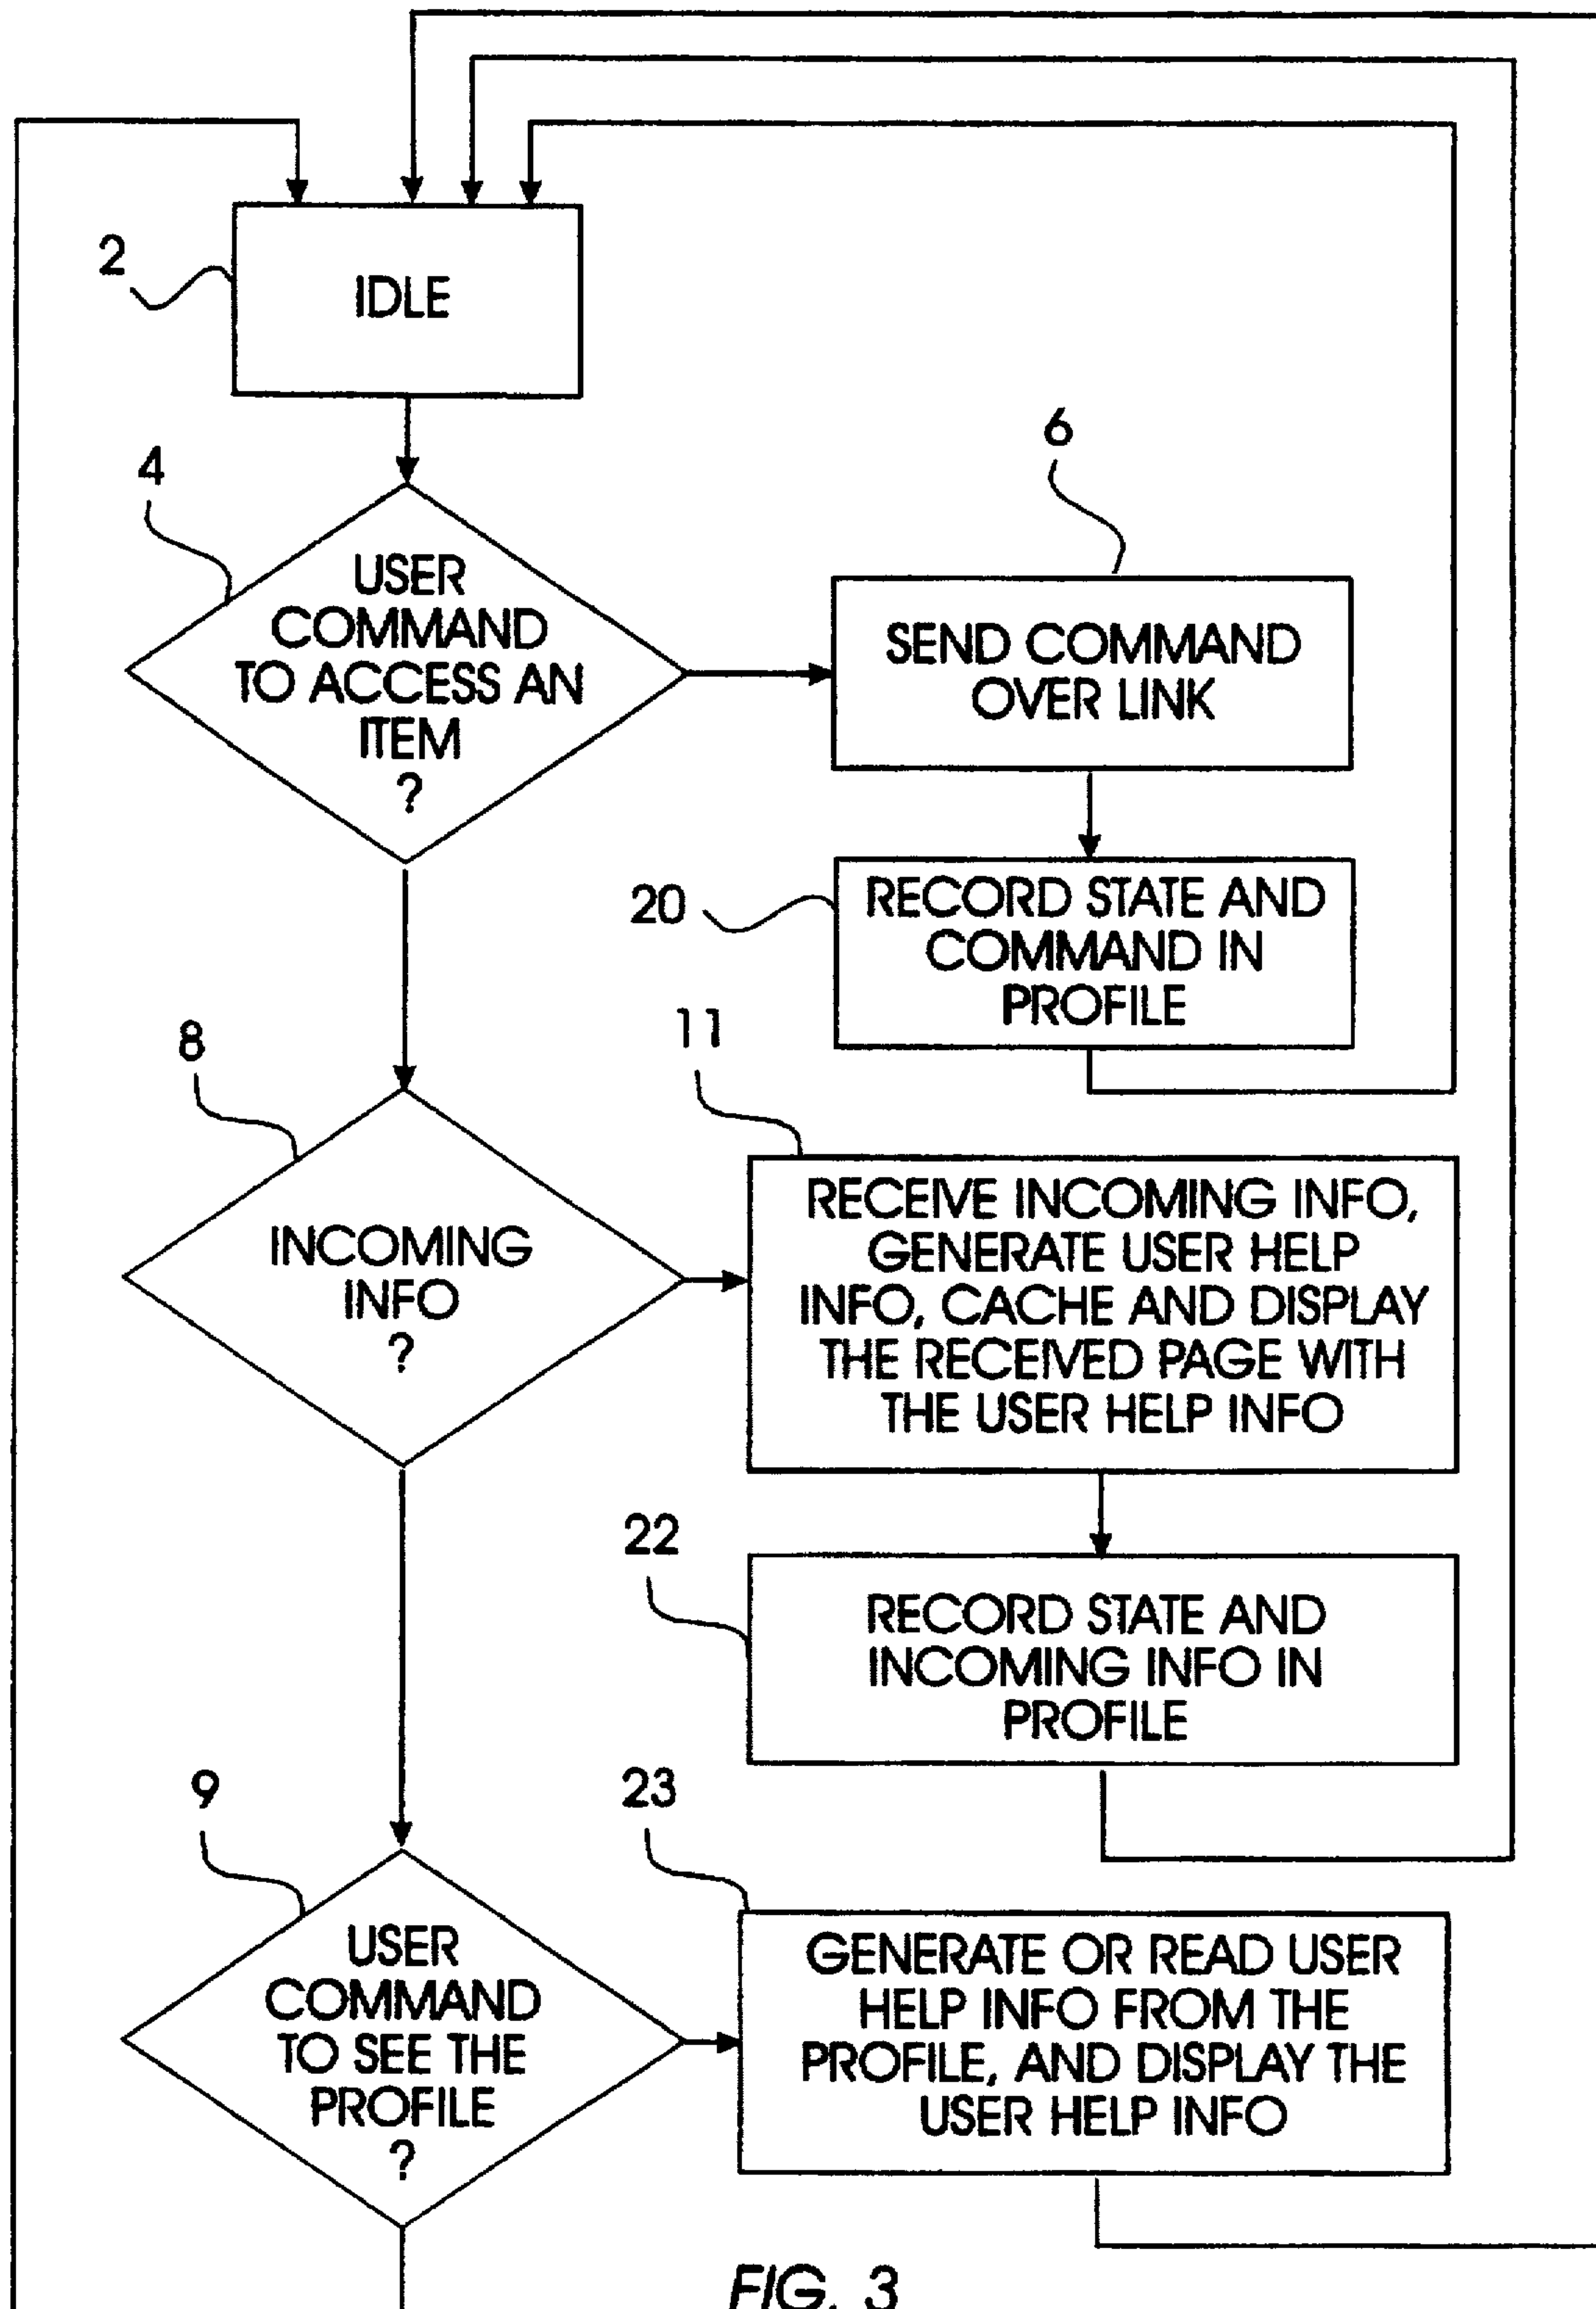 2
IDLE
4
USER
COMMAND
TO ACCESS AN
ITEM
?
6
SEND COMMAND
OVER LINK
20
RECORD STATE AND
COMMAND IN
PROFILE
8
INCOMING
INFO
?
11
RECEIVE INCOMING INFO,
GENERATE USER HELP
INFO, CACHE AND DISPLAY
THE RECEIVED PAGE WITH
THE USER HELP INFO
22
RECORD STATE AND
INCOMING INFO IN
PROFILE
9
USER
COMMAND
TO SEE THE
PROFILE
?
23
GENERATE OR READ USER
HELP INFO FROM THE
PROFILE, AND DISPLAY THE
USER HELP INFO
FIG. 3